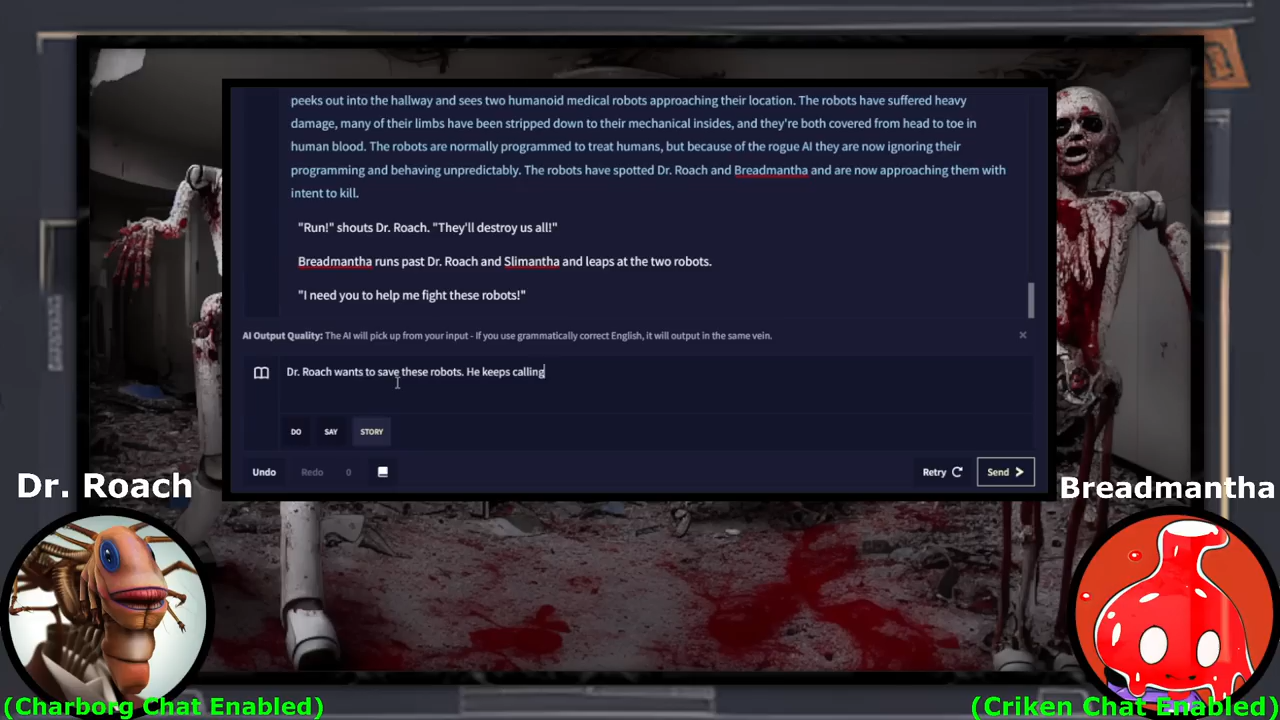 peeks out into the hallway and sees two humanoid medical robots approaching their location. The robots have suffered heavy
damage, many of their limbs have been stripped down to their mechanical insides, and they're both covered from head to toe in
human blood. The robots are normally programmed to treat humans, but because of the rogue AI they are now ignoring their
programming and behaving unpredictably. The robots have spotted Dr. Roach and Breadmantha and are now approaching them with
intent to kill.
"Run!" shouts Dr. Roach. "They'll destroy us all!"
Breadmantha runs past Dr. Roach and Slimantha and leaps at the two robots.
"I need you to help me fight these robots!"
AI Output Quality: The AI will pick up from your input - If you use grammatically correct English, it will output in the same vein.
Dr. Roach wants to save these robots. He keeps calling
DO SAY STORY
Undo Redo 0 Retry Send
Dr. Roach
Breadmantha
(Charborg Chat Enabled)
(Criken Chat Enabled)